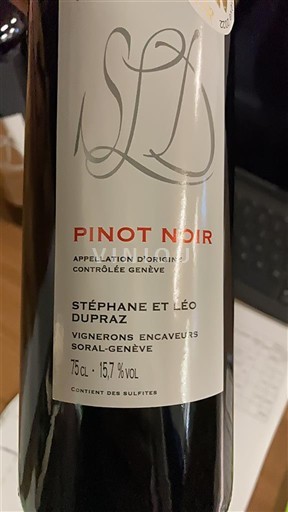 SLD
PINOT NOIR
APPELLATION D'ORIGINE
VINIOU
CONTRÔLÉE GENÈVE
STÉPHANE ET LÉO
DUPRAZ
VIGNERONS ENCAVEURS
SORAL-GENÈVE
75 CL - 15,7 % VOL
CONTIENT DES SULFITES